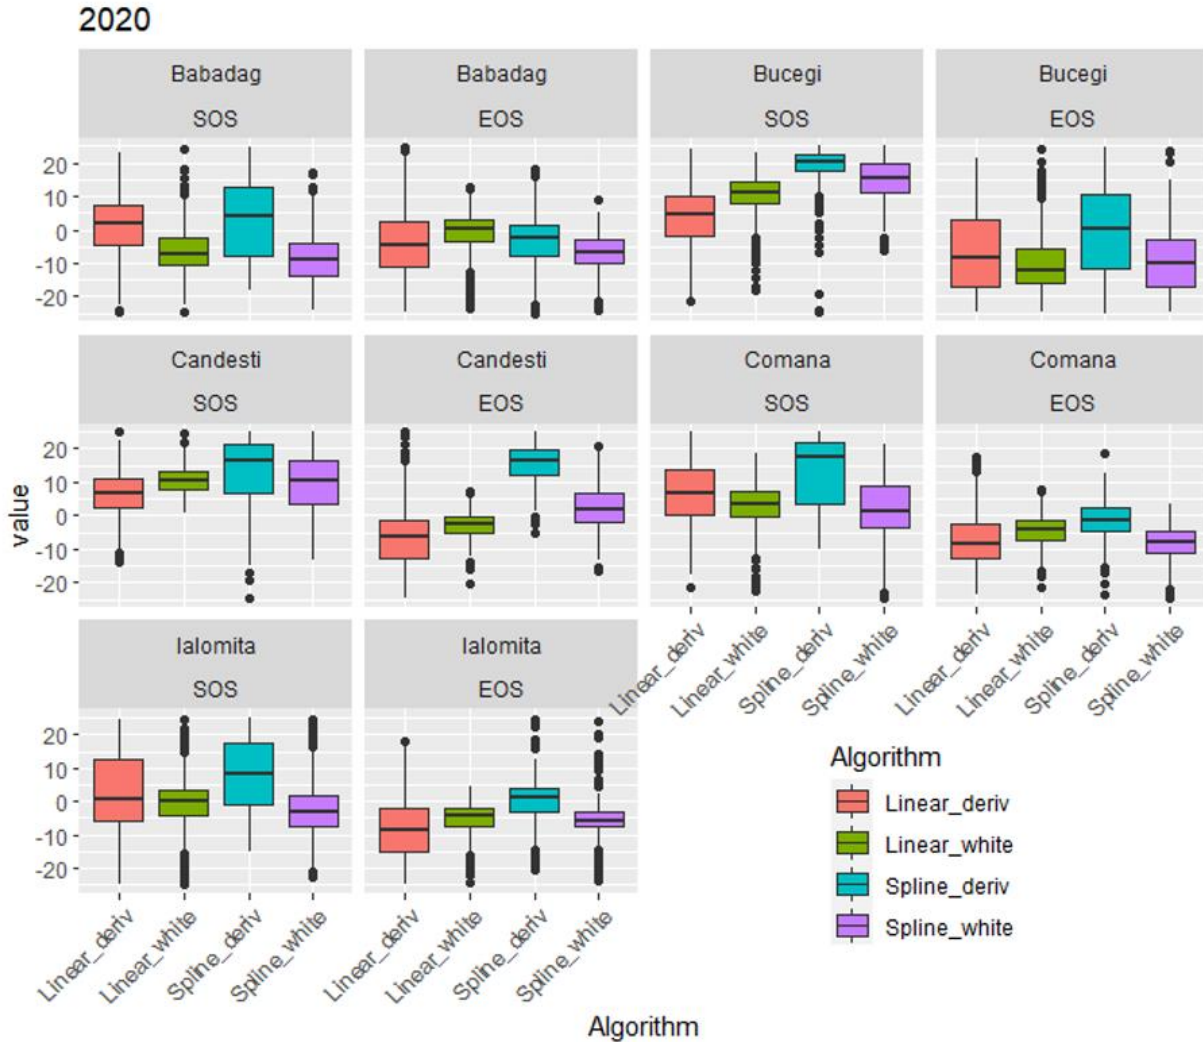 2020
Babadag
SOS
Babadag
EOS
Bucegi
SOS
Bucegi
EOS
20
10
0
-10
-20
Candesti
SOS
Candesti
EOS
Comana
SOS
Comana
EOS
value
20
10
0
-10
-20
Linear_deriv
Linear_white
Spline_deriv
Spline_white
Linear_deriv
Linear_white
Spline_deriv
Spline_white
Ialomita
SOS
Ialomita
EOS
20
10
0
-10
-20
Linear_deriv
Linear_white
Spline_deriv
Spline_white
Linear_deriv
Linear_white
Spline_deriv
Spline_white
Algorithm
Algorithm
Linear_deriv
Linear_white
Spline_deriv
Spline_white